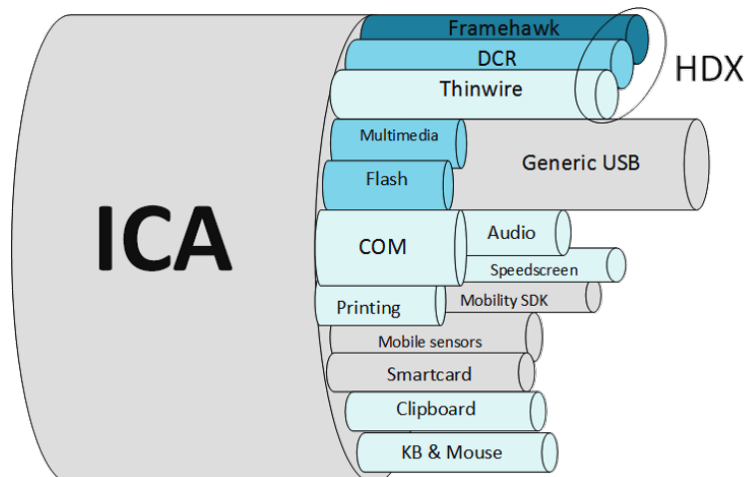 Framehawk
DCR
HDX
Thinwire
Multimedia
Generic USB
Flash
ICA
COM
Audio
Speedscreen
Printing
Mobility SDK
Mobile sensors
Smartcard
Clipboard
KB & Mouse